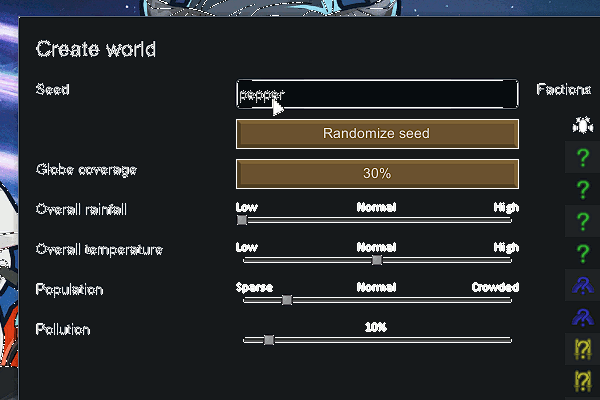 Create world
Seed
pepper
Factions
Randomize seed
Globe coverage
30%
Overall rainfall
Low Normal High
Overall temperature
Low Normal High
Population
Sparse Normal Crowded
Pollution
10%